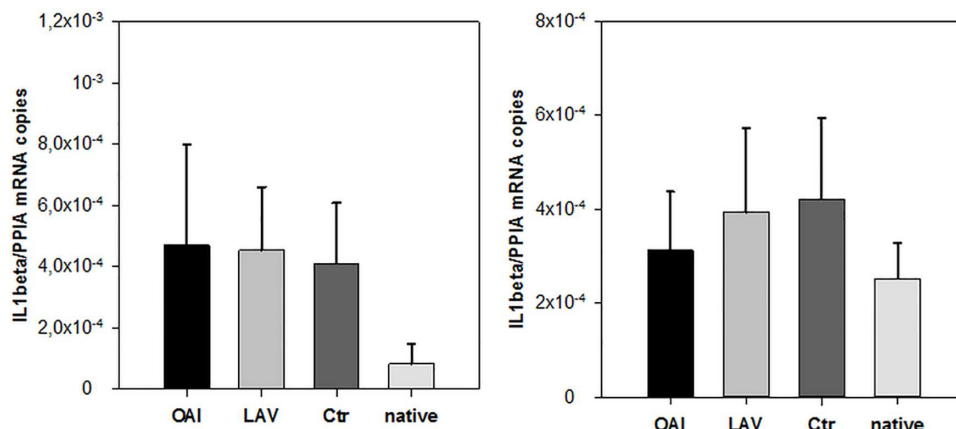 IL1beta/PPIA mRNA copies
1,2x10⁻³
10⁻³
8,0x10⁻⁴
6,0x10⁻⁴
4,0x10⁻⁴
2,0x10⁻⁴
0
OAI LAV Ctr native
IL1beta/PPIA mRNA copies
8x10⁻⁴
6x10⁻⁴
4x10⁻⁴
2x10⁻⁴
0
OAI LAV Ctr native